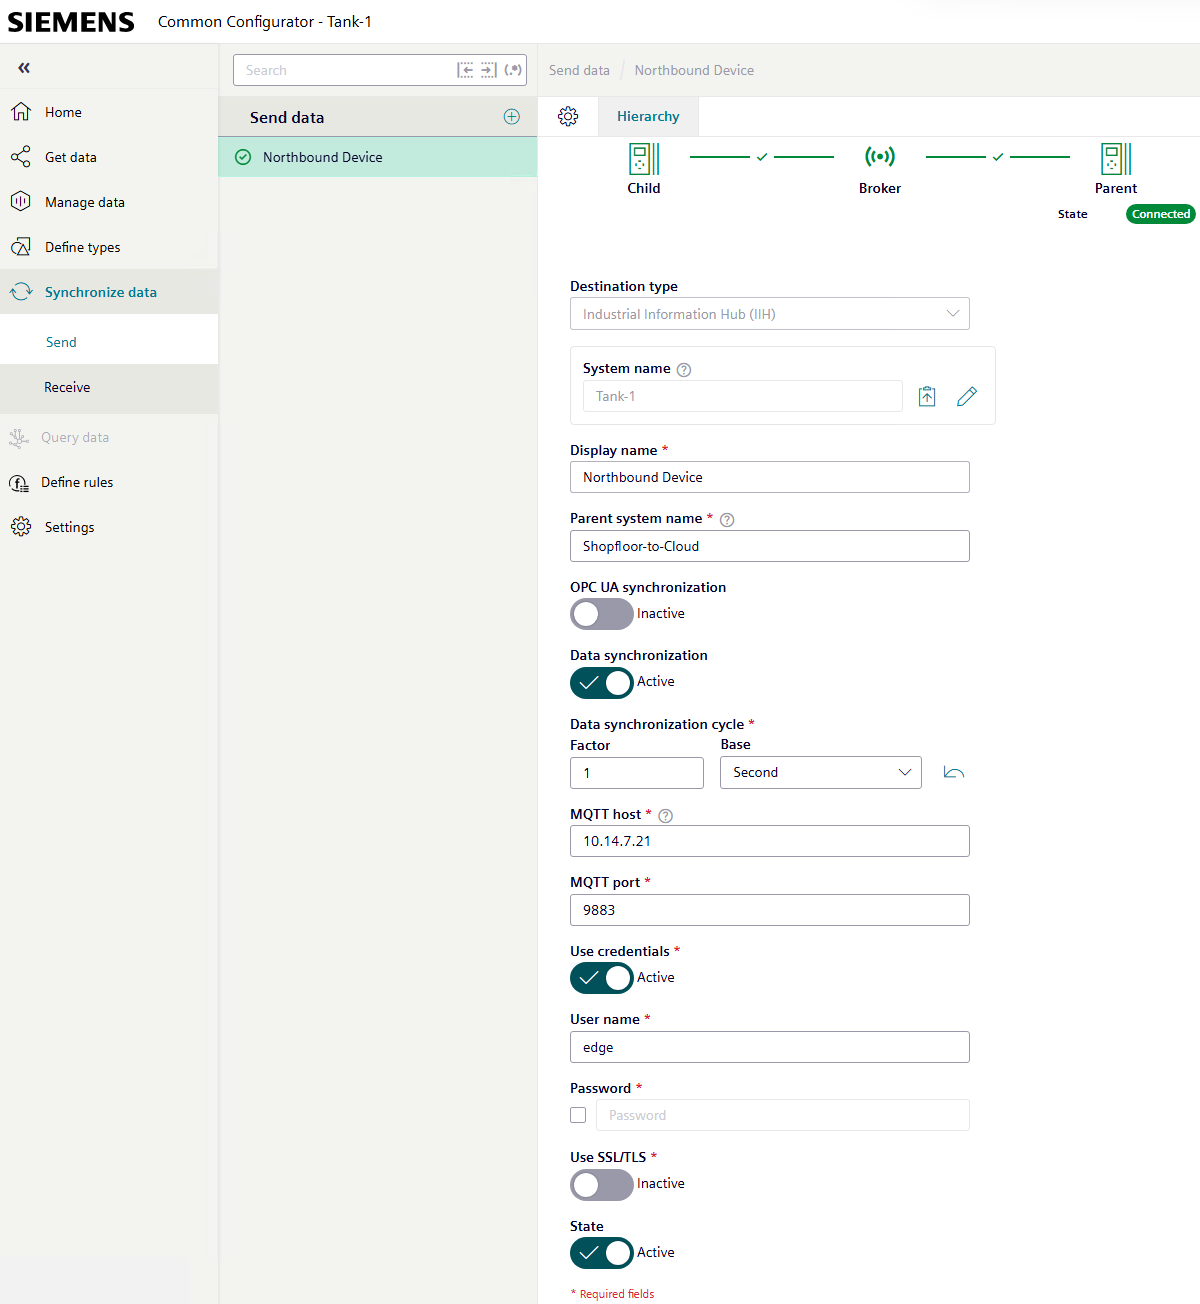 SIEMENS Common Configurator - Tank-1
Home
Get data
Manage data
Define types
Synchronize data
Send
Receive
Query data
Define rules
Settings
Search (.*)
Send data
Northbound Device
Send data / Northbound Device
Hierarchy
Child Broker Parent
State Connected
Destination type
Industrial Information Hub (IIH)
System name ?
Tank-1
Display name *
Northbound Device
Parent system name * ?
Shopfloor-to-Cloud
OPC UA synchronization
Inactive
Data synchronization
Active
Data synchronization cycle *
Factor Base
1 Second
MQTT host * ?
10.14.7.21
MQTT port *
9883
Use credentials *
Active
User name *
edge
Password *
Password
Use SSL/TLS *
Inactive
State
Active
* Required fields